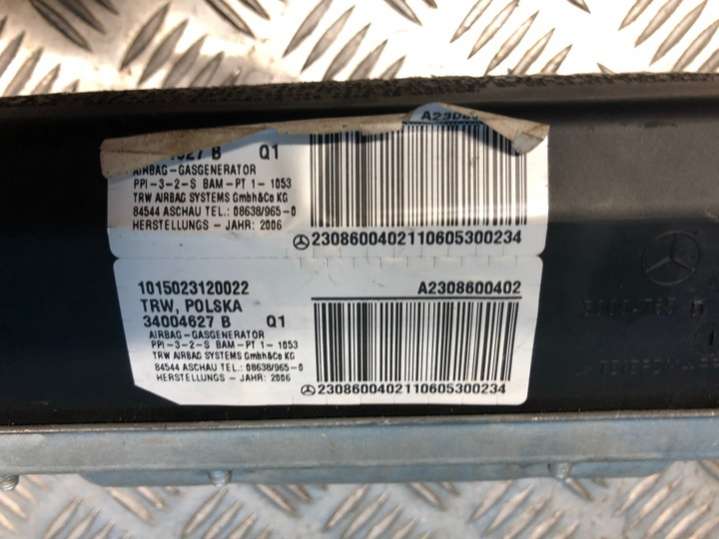 A230
627 B Q1
AIRBAG-GASGENERATOR
PPI-3-2-S BAM-PT 1- 1053
TRW AIRBAG SYSTEMS GmbH&Co KG
84544 ASCHAU TEL.: 08638/965-0
HERSTELLUNGS - JAHR: 2006
2308600402110605300234
1015023120022 A2308600402
TRW, POLSKA
34004627 B Q1
AIRBAG-GASGENERATOR
PPI-3-2-S BAM-PT 1- 1053
TRW AIRBAG SYSTEMS GmbH&Co KG
84544 ASCHAU TEL.: 08638/965-0
HERSTELLUNGS - JAHR: 2006
2308600402110605300234